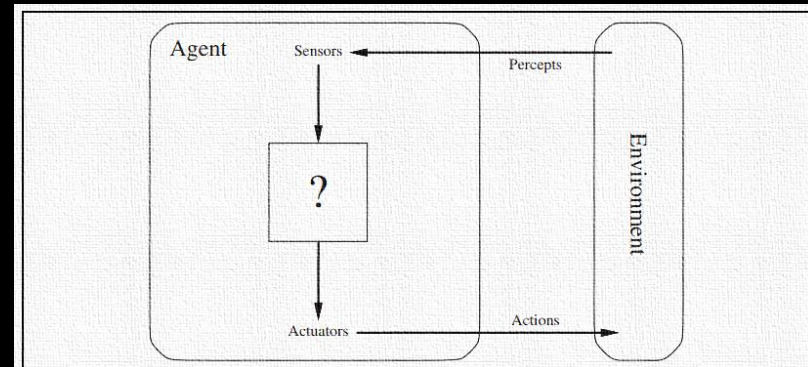 Agent
Sensors
Percepts
?
Environment
Actuators
Actions